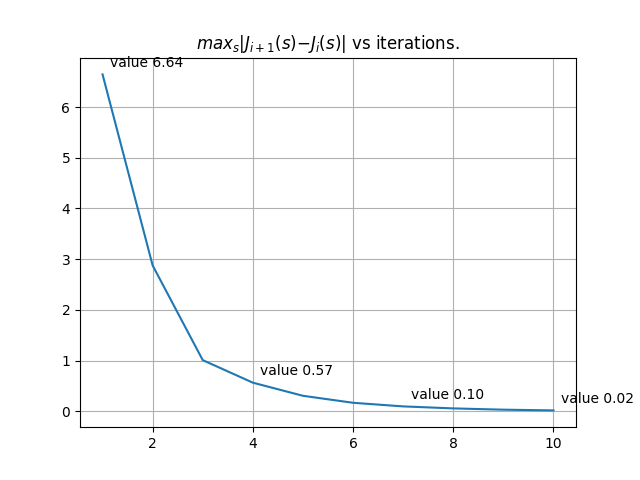 max_s|J_{i+1}(s)−J_i(s)| vs iterations.
value 6.64
6
5
4
3
2
1
0
value 0.57
value 0.10
value 0.02
2 4 6 8 10